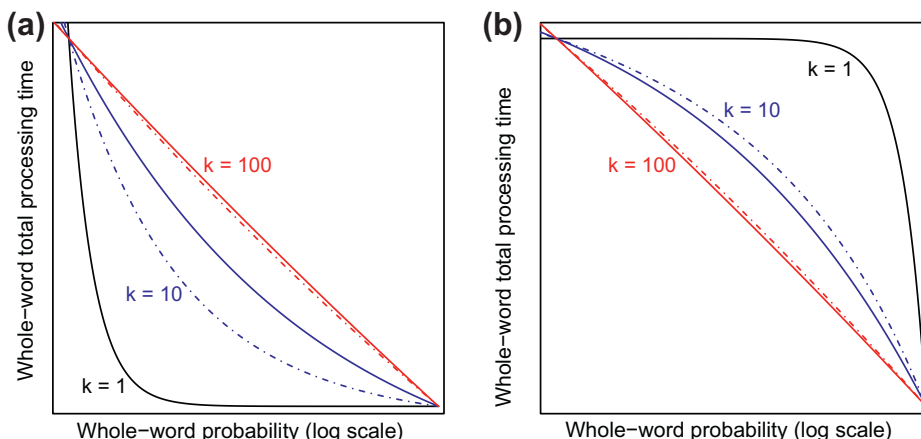 (a)
Whole−word total processing time
k = 100
k = 10
k = 1
Whole−word probability (log scale)
(b)
Whole−word total processing time
k = 1
k = 10
k = 100
Whole−word probability (log scale)